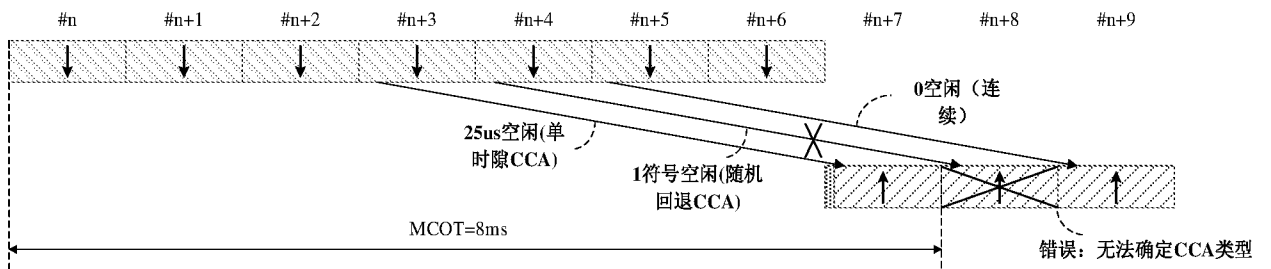 #n #n+1 #n+2 #n+3 #n+4 #n+5 #n+6 #n+7 #n+8 #n+9
0空闲（连
续）
25us空闲(单
时隙CCA)
1符号空闲(随机
回退CCA)
MCOT=8ms
错误：无法确定CCA类型